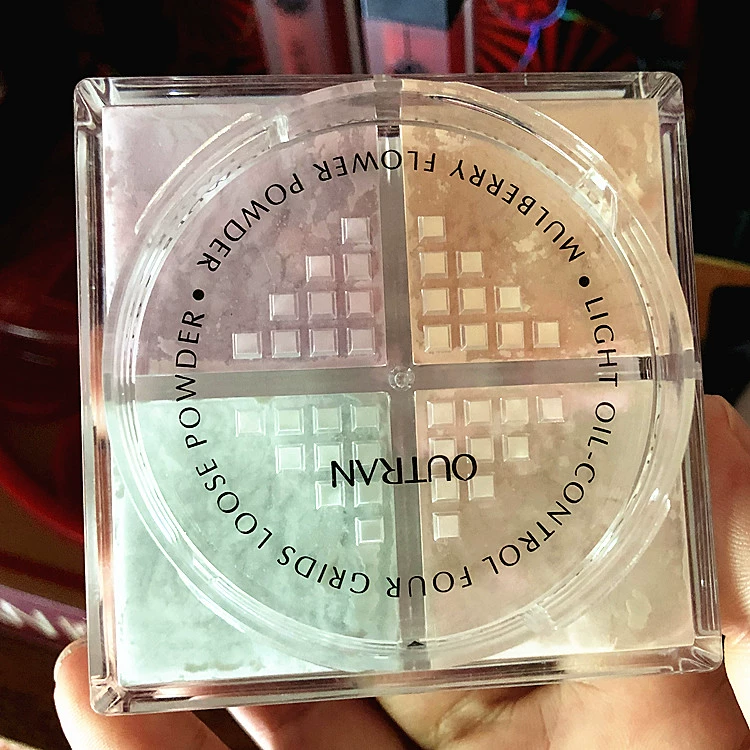 MULBERRY FLOWER POWDER • LIGHT OIL-CONTROL FOUR GRIDS LOOSE POWDER •
OUTRAN